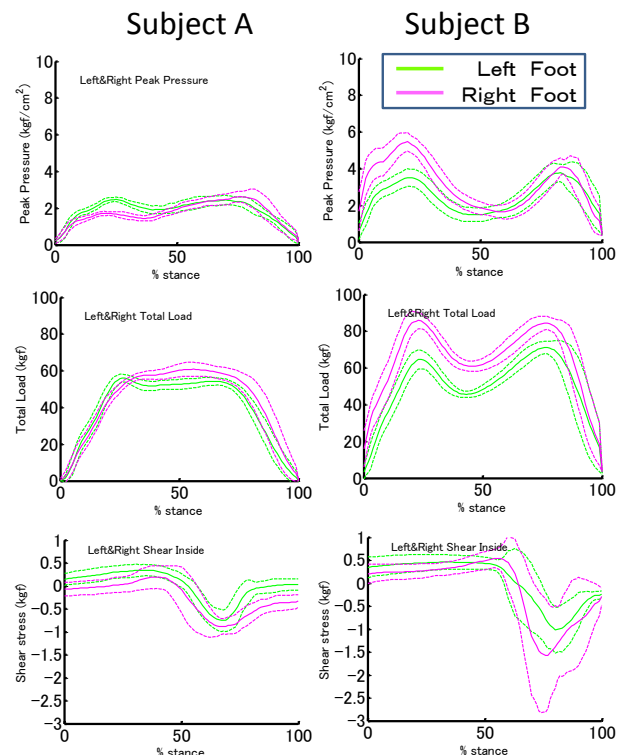 Subject A
Subject B
10
8
6
4
2
0
Peak Pressure (kgf/cm²)
Left&Right Peak Pressure
50
100
% stance
10
8
6
4
2
0
Peak Pressure (kgf/cm²)
Left Foot
Right Foot
50
100
% stance
100
80
60
40
20
0
Total Load (kgf)
Left&Right Total Load
0
50
100
% stance
100
80
60
40
20
0
Total Load (kgf)
Left&Right Total Load
0
50
100
% stance
1
0.5
0
−0.5
−1
−1.5
−2
−2.5
−3
Shear stress (kgf)
Left&Right Shear Inside
0
50
100
% stance
1
0.5
0
−0.5
−1
−1.5
−2
−2.5
−3
Shear stress (kgf)
Left&Right Shear Inside
0
50
100
% stance